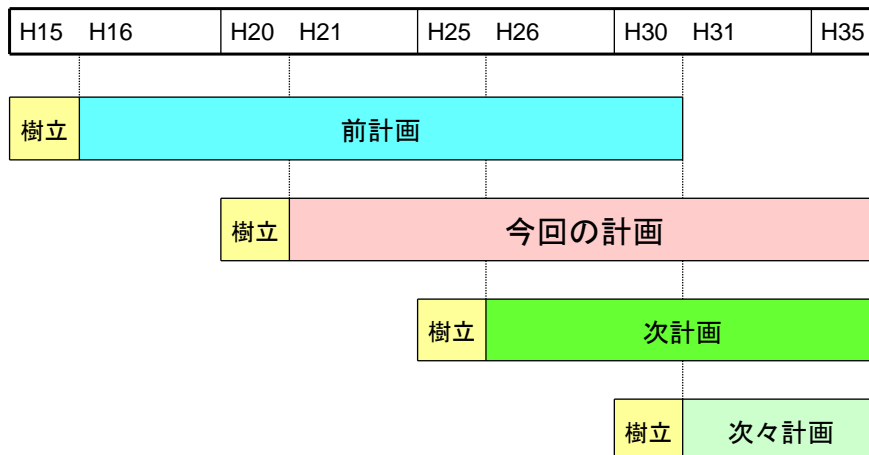 H15 H16 H20 H21 H25 H26 H30 H31 H35
樹立 前計画
樹立 今回の計画
樹立 次計画
樹立 次々計画